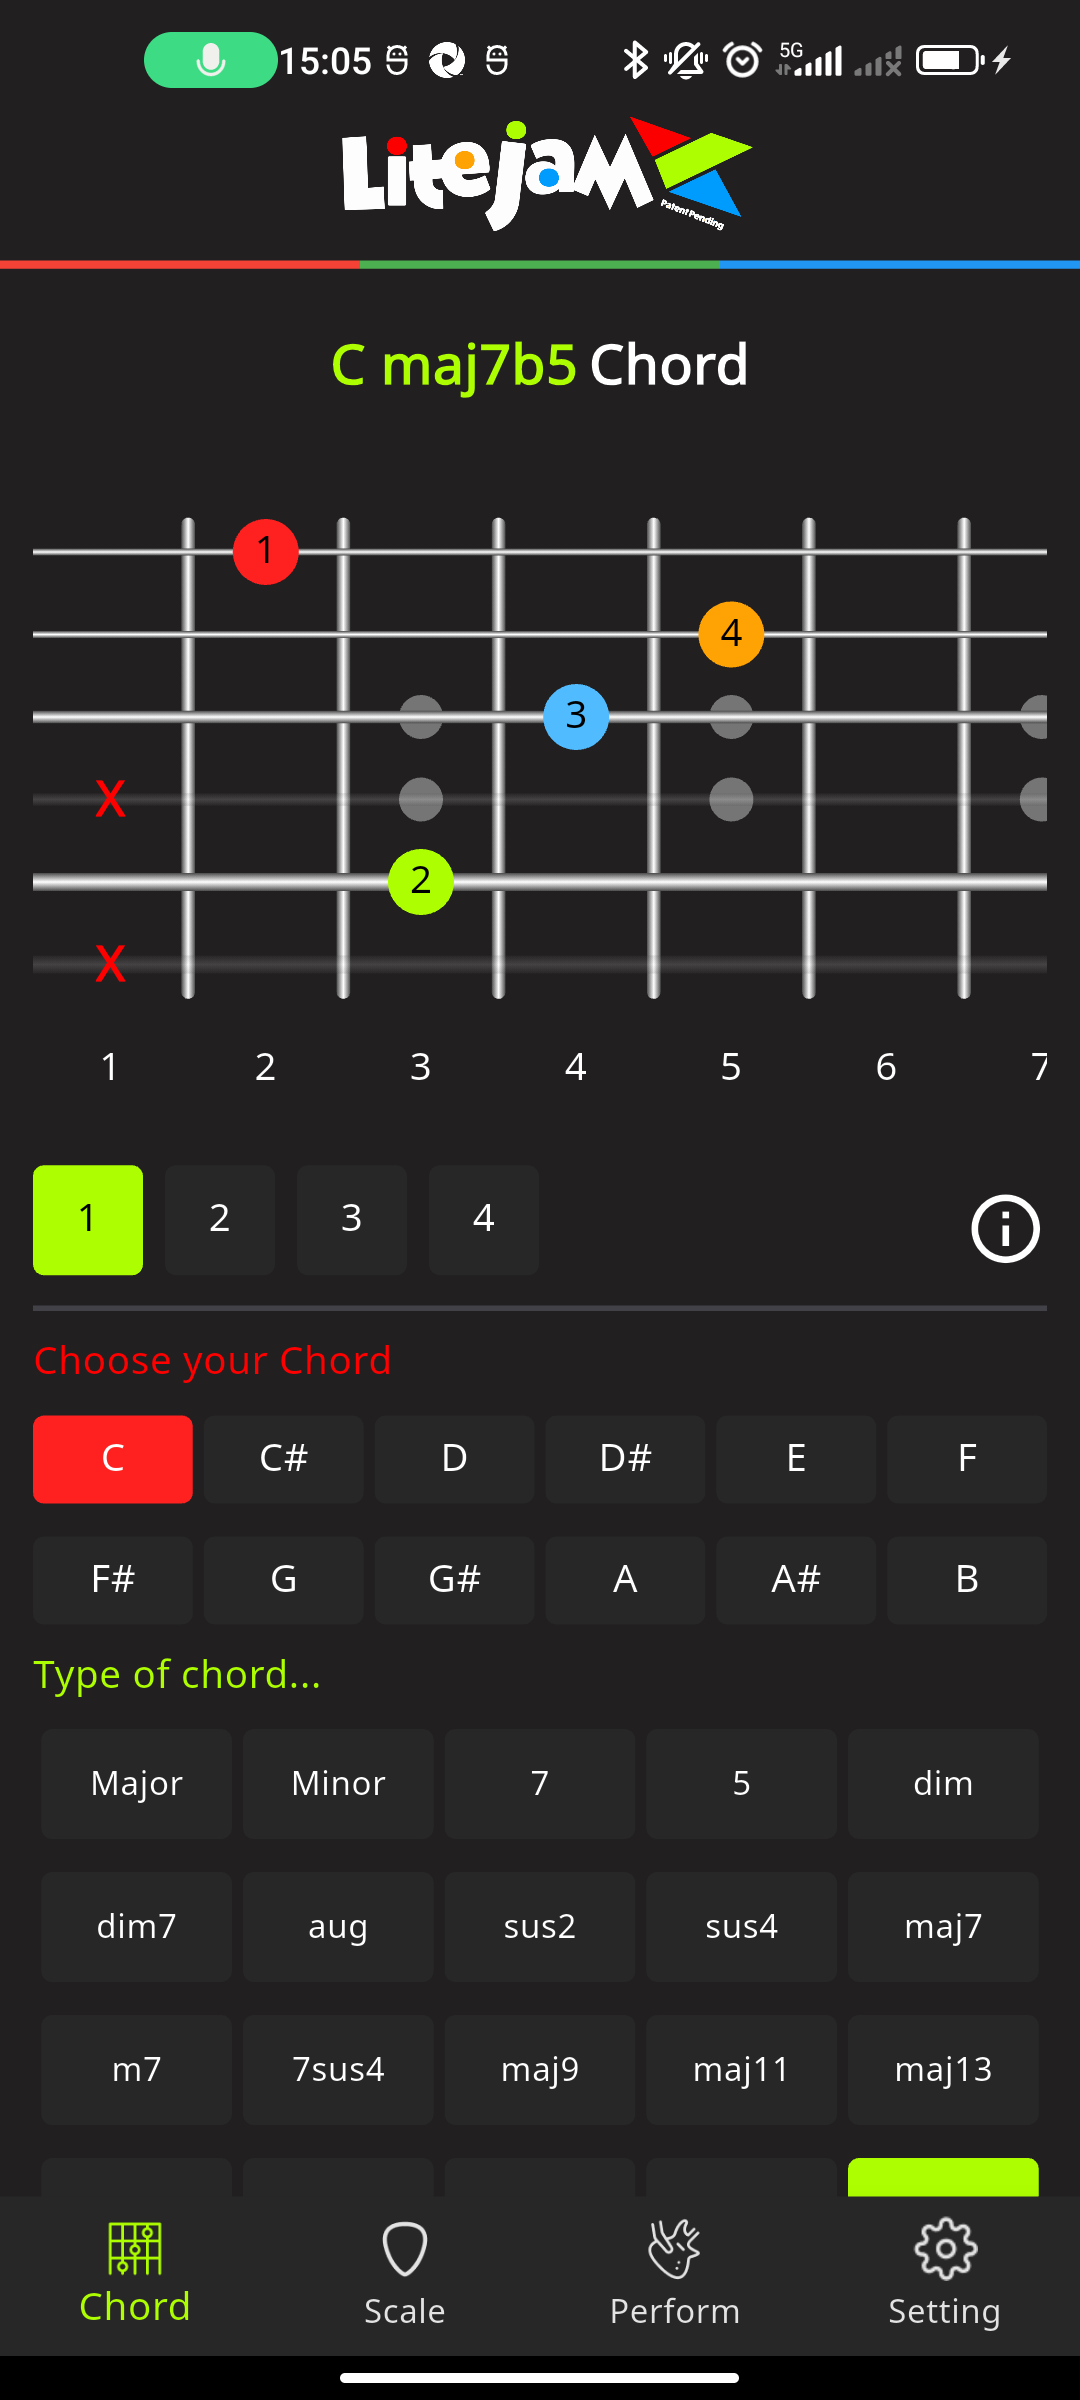 15:05 5G
LiteJam
Patent Pending
C maj7b5 Chord
1
4
3
X
2
X
1 2 3 4 5 6 7
1 2 3 4
Choose your Chord
C C# D D# E F
F# G G# A A# B
Type of chord...
Major Minor 7 5 dim
dim7 aug sus2 sus4 maj7
m7 7sus4 maj9 maj11 maj13
Chord Scale Perform Setting